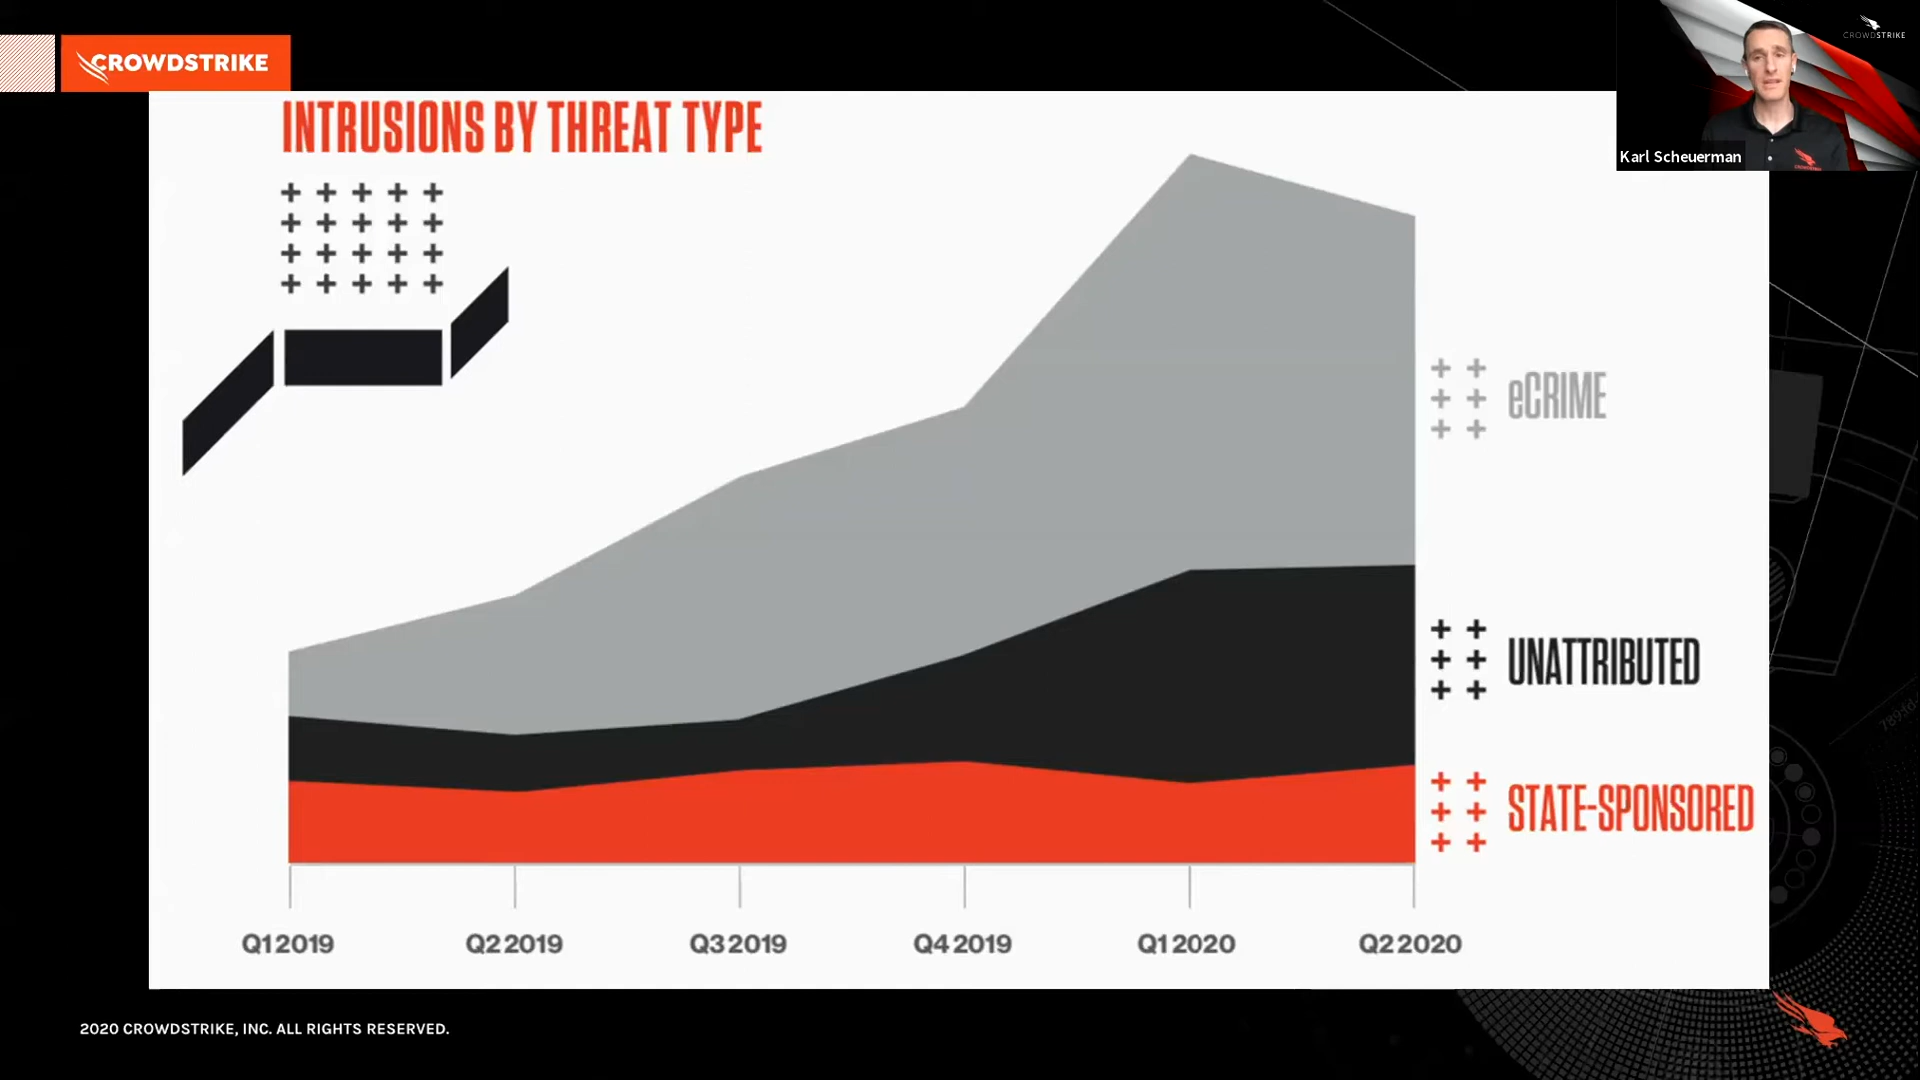 CROWDSTRIKE
CROWDSTRIKE
Karl Scheuerman
INTRUSIONS BY THREAT TYPE
eCRIME
UNATTRIBUTED
STATE-SPONSORED
Q1 2019
Q2 2019
Q3 2019
Q4 2019
Q1 2020
Q2 2020
2020 CROWDSTRIKE, INC. ALL RIGHTS RESERVED.